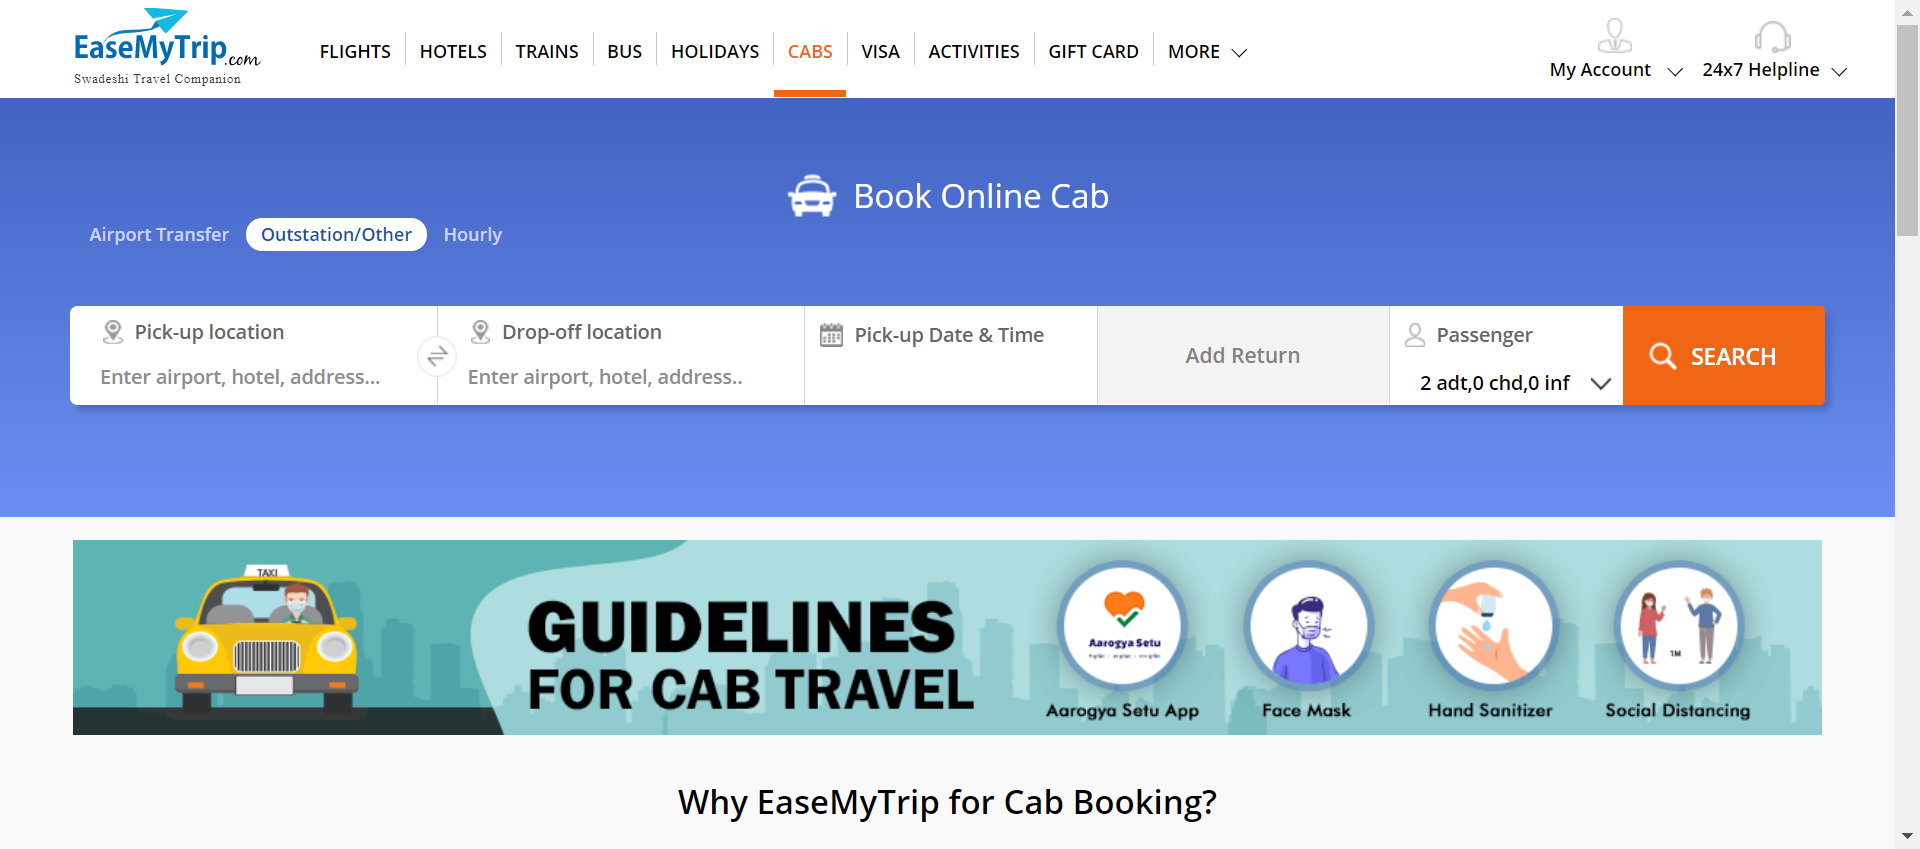 EaseMyTrip.com
Swadeshi Travel Companion
FLIGHTS
HOTELS
TRAINS
BUS
HOLIDAYS
CABS
VISA
ACTIVITIES
GIFT CARD
MORE
My Account
24x7 Helpline
Book Online Cab
Airport Transfer
Outstation/Other
Hourly
Pick-up location
Enter airport, hotel, address...
Drop-off location
Enter airport, hotel, address..
Pick-up Date & Time
Add Return
Passenger
2 adt,0 chd,0 inf
SEARCH
TAXI
GUIDELINES
FOR CAB TRAVEL
Aarogya Setu
TM
Aarogya Setu App
Face Mask
Hand Sanitizer
Social Distancing
Why EaseMyTrip for Cab Booking?